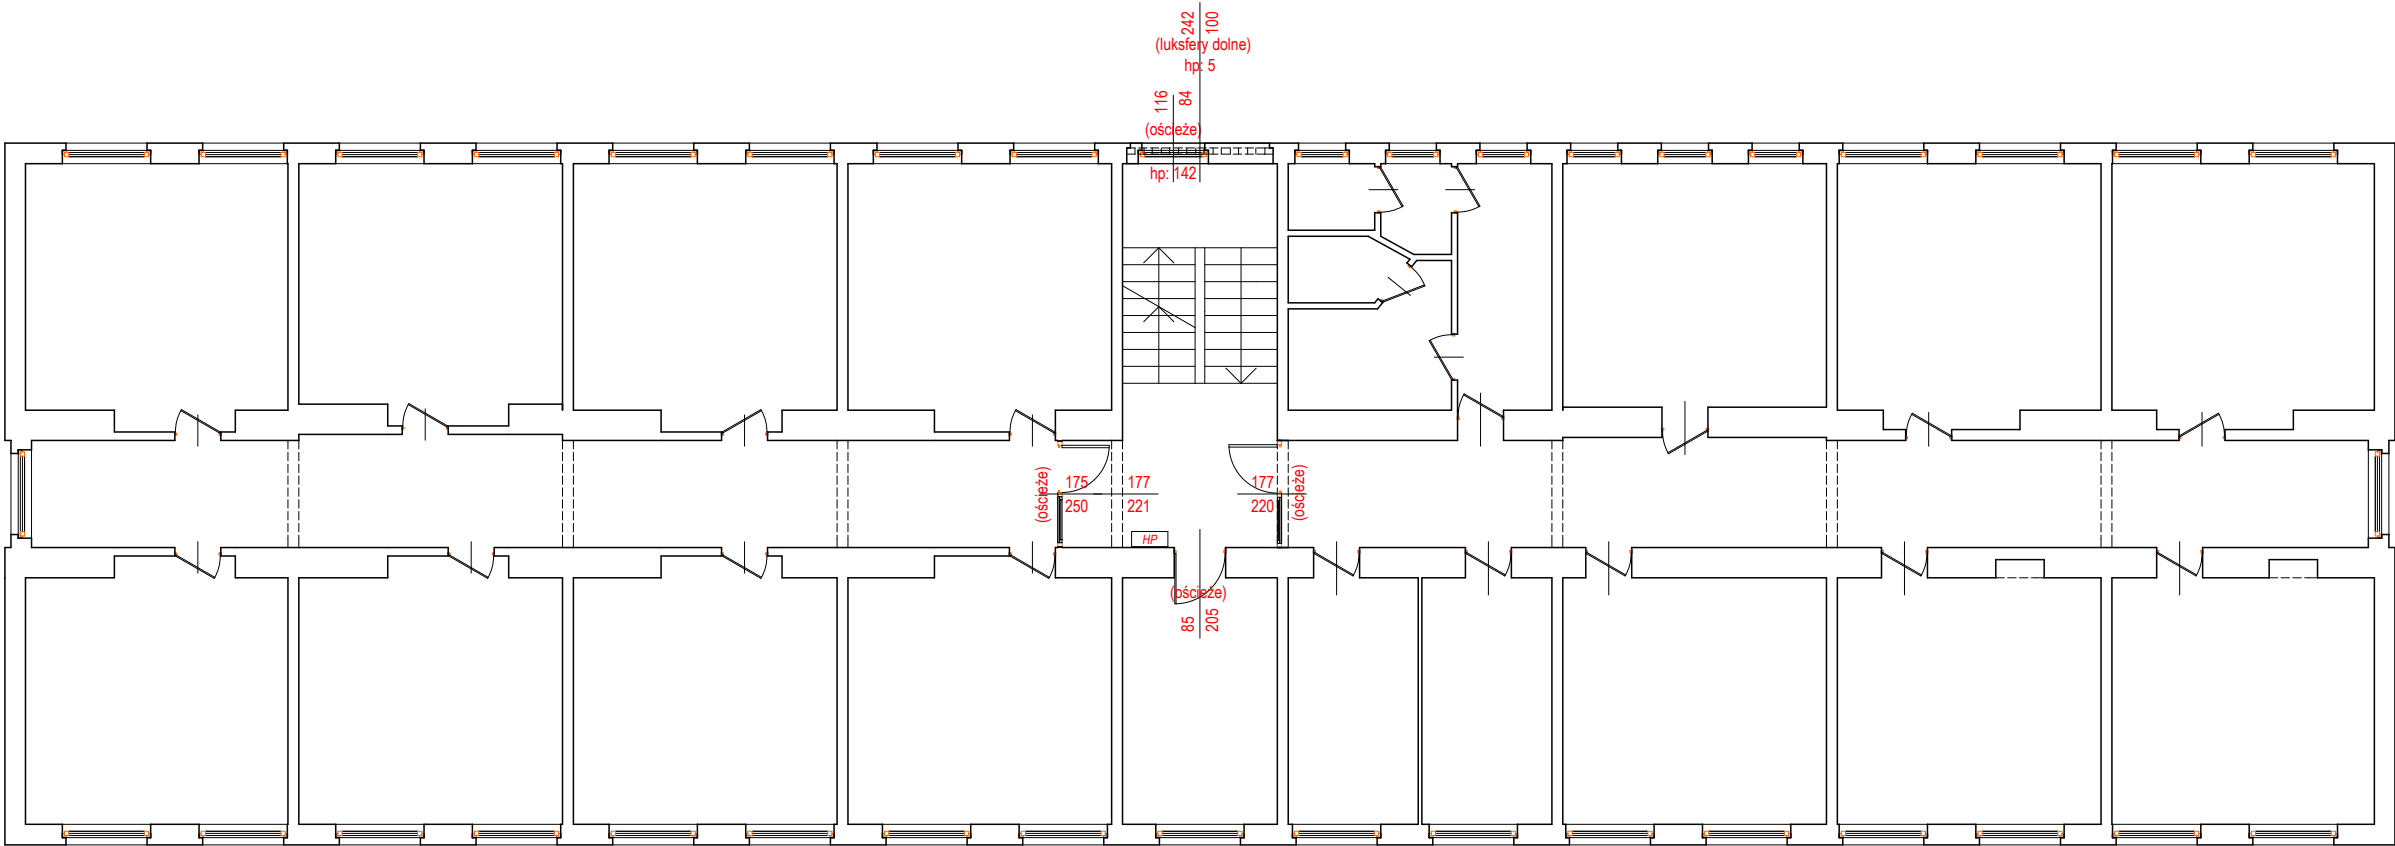 242
100
(luksfery dolne)
hp: 5
116
84
(ościeże)
hp: 142
(ościeże)
175
250
177
221
177
220
(ościeże)
HP
(ościeże)
85
205